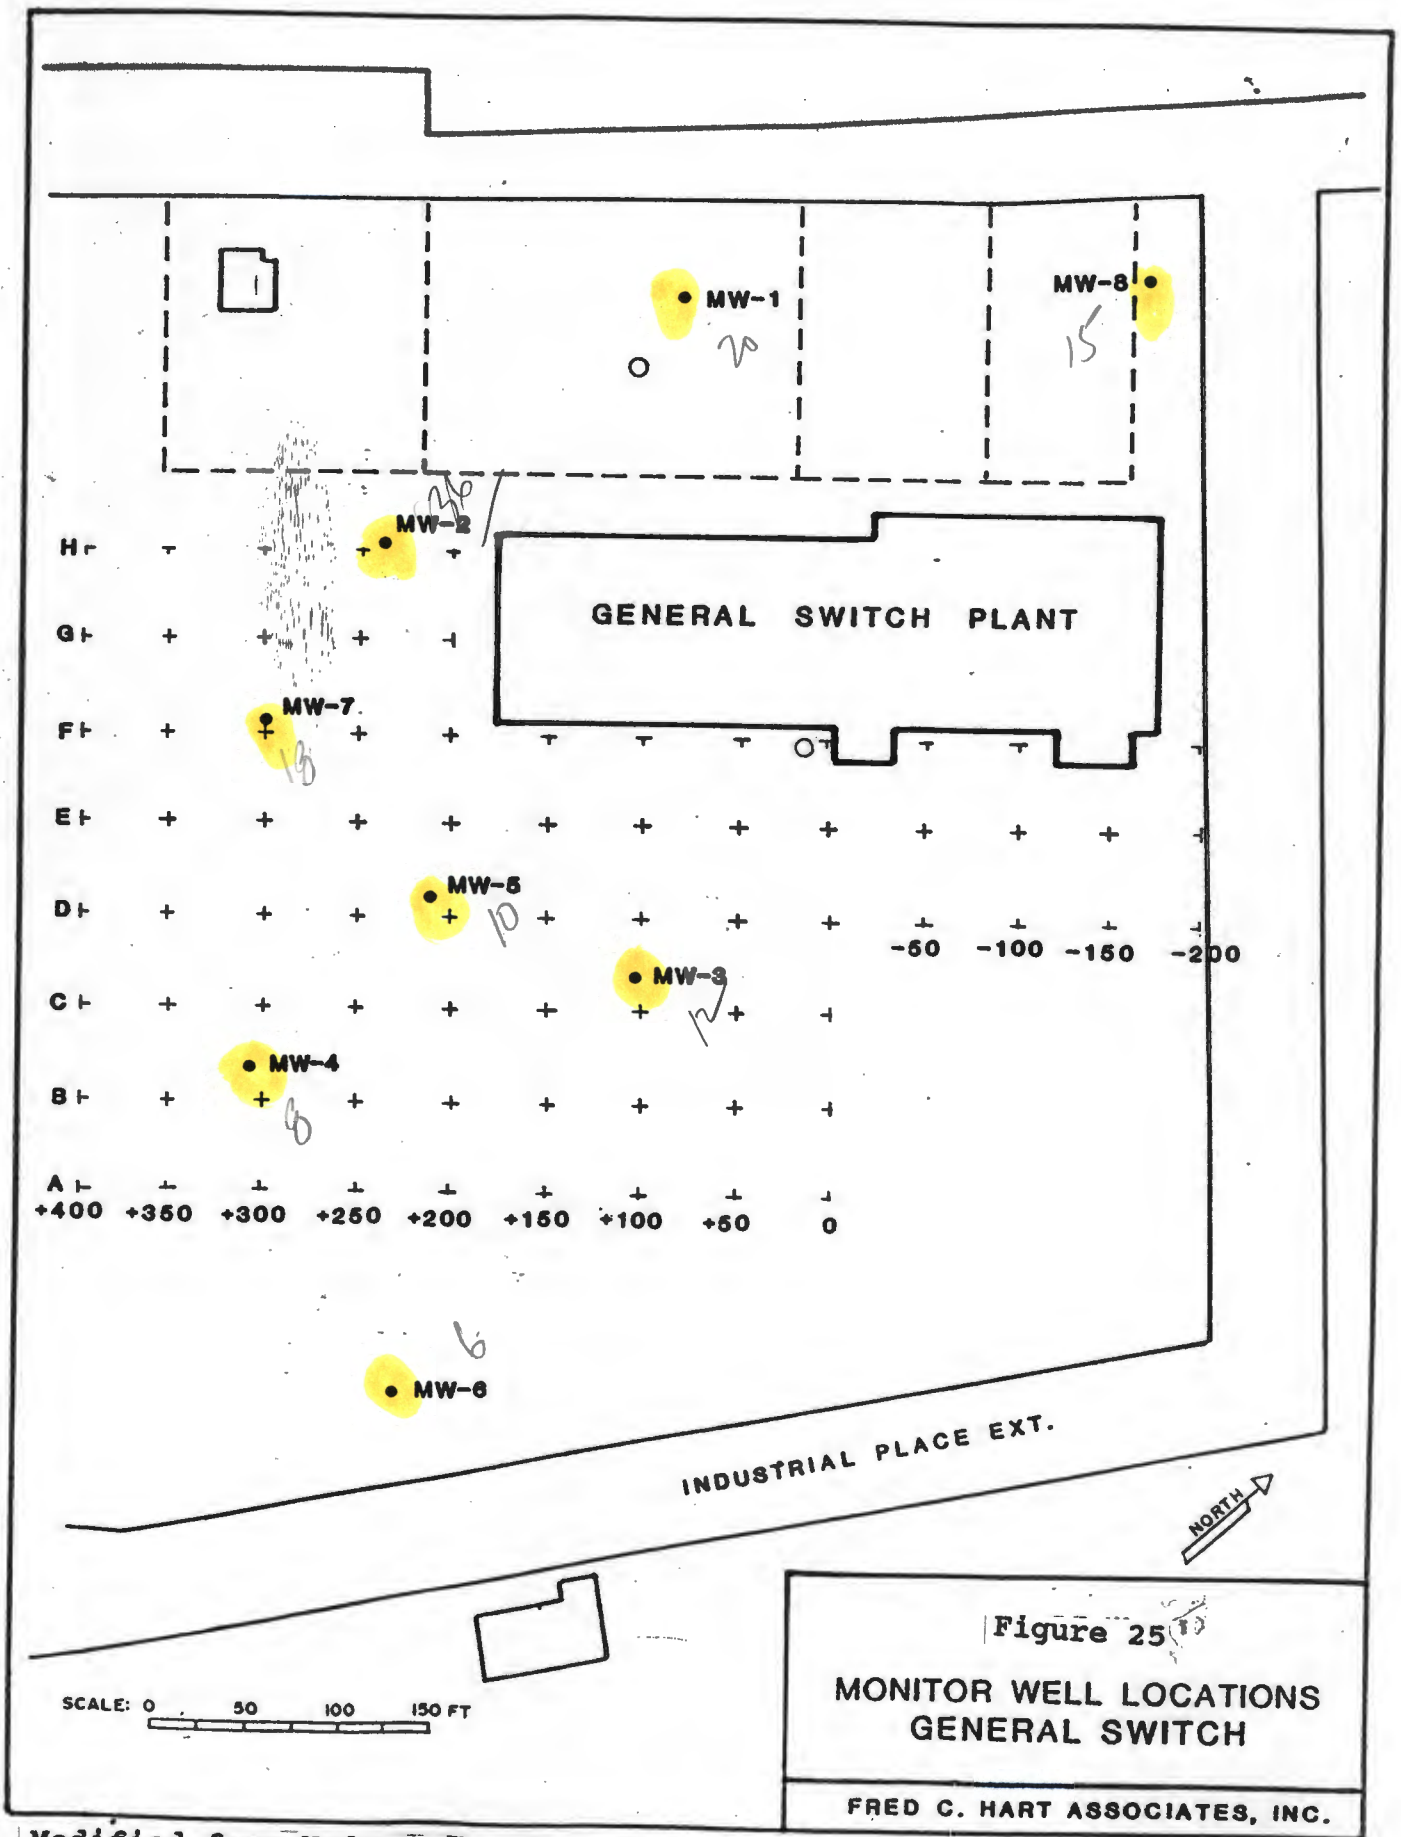 MW-1
MW-8
20
15
MW-2
H
GENERAL SWITCH PLANT
G
MW-7
F
E
MW-5
D
10
-50 -100 -150 -200
MW-3
C
12
MW-4
B
8
A
+400 +350 +300 +250 +200 +150 +100 +50 0
6
MW-6
INDUSTRIAL PLACE EXT.
NORTH
Figure 25
SCALE: 0 50 100 150 FT
MONITOR WELL LOCATIONS
GENERAL SWITCH
FRED C. HART ASSOCIATES, INC.